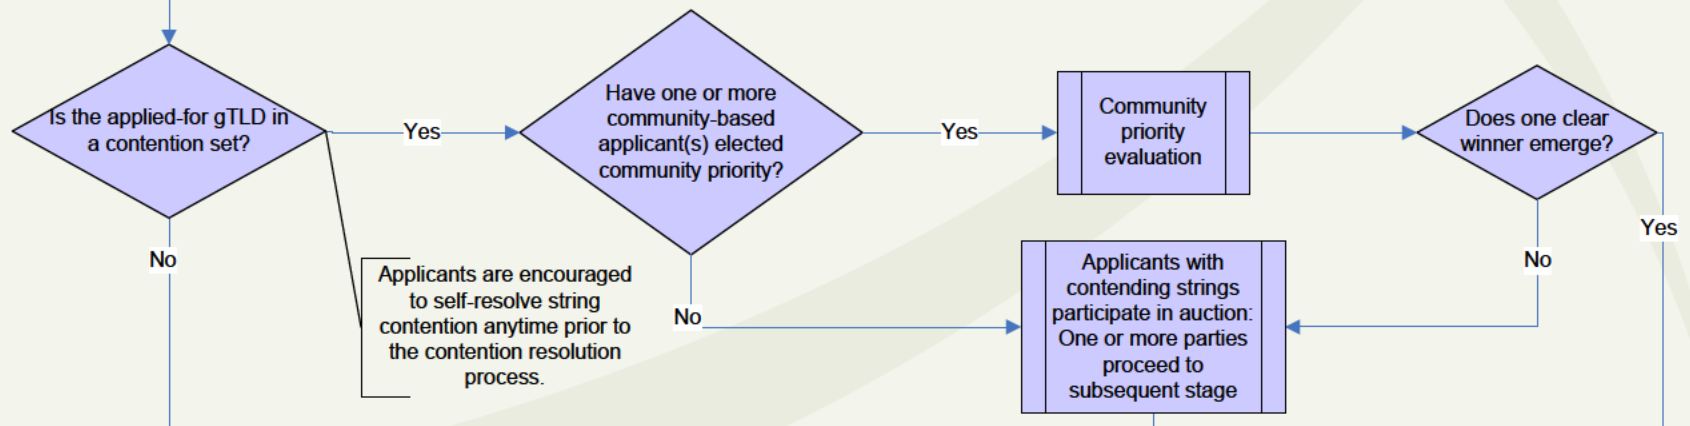 Is the applied-for gTLD in
a contention set?
Yes
Have one or more
community-based
applicant(s) elected
community priority?
Yes
Community
priority
evaluation
Does one clear
winner emerge?
Yes
No
No
Applicants are encouraged
to self-resolve string
contention anytime prior to
the contention resolution
process.
No
Applicants with
contending strings
participate in auction:
One or more parties
proceed to
subsequent stage